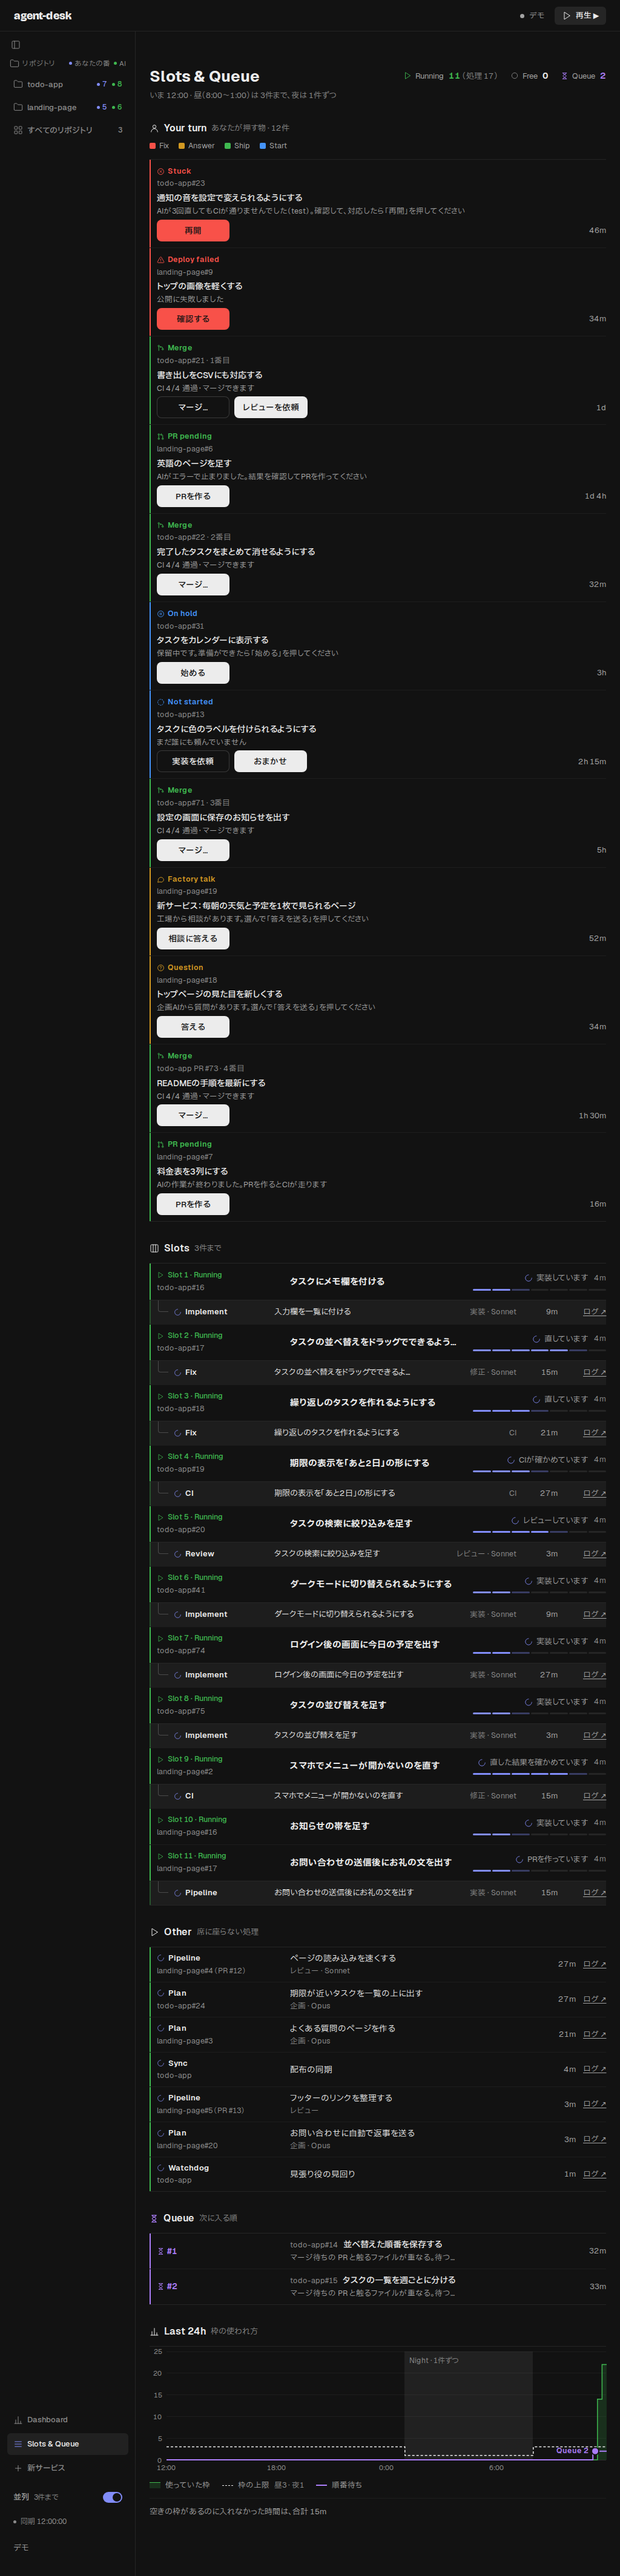 agent-desk
デモ
再生 ▶
リポジトリ
あなたの番
AI
todo-app
7
8
landing-page
5
6
すべてのリポジトリ
3
Slots & Queue
Running 11 (処理 17)
Free 0
Queue 2
いま 12:00 · 昼(8:00〜1:00)は 3件まで、夜は 1件ずつ
Your turn あなたが押す物 · 12件
Fix
Answer
Ship
Start
Stuck
todo-app#23
通知の音を設定で変えられるようにする
AIが3回直してもCIが通りませんでした(test)。確認して、対応したら「再開」を押してください
再開
46m
Deploy failed
landing-page#9
トップの画像を軽くする
公開に失敗しました
確認する
34m
Merge
todo-app#21 · 1番目
書き出しをCSVにも対応する
CI 4/4 通過 · マージできます
マージ…
レビューを依頼
1d
PR pending
landing-page#6
英語のページを足す
AIがエラーで止まりました。結果を確認してPRを作ってください
PRを作る
1d 4h
Merge
todo-app#22 · 2番目
完了したタスクをまとめて消せるようにする
CI 4/4 通過 · マージできます
マージ…
32m
On hold
todo-app#31
タスクをカレンダーに表示する
保留中です。準備ができたら「始める」を押してください
始める
3h
Not started
todo-app#13
タスクに色のラベルを付けられるようにする
まだ誰にも頼んでいません
実装を依頼
おまかせ
2h 15m
Merge
todo-app#71 · 3番目
設定の画面に保存のお知らせを出す
CI 4/4 通過 · マージできます
マージ…
5h
Factory talk
landing-page#19
新サービス：毎朝の天気と予定を1枚で見られるページ
工場から相談があります。選んで「答えを送る」を押してください
相談に答える
52m
Question
landing-page#18
トップページの見た目を新しくする
企画AIから質問があります。選んで「答えを送る」を押してください
答える
34m
Merge
todo-app PR #73 · 4番目
READMEの手順を最新にする
CI 4/4 通過 · マージできます
マージ…
1h 30m
PR pending
landing-page#7
料金表を3列にする
AIの作業が終わりました。PRを作るとCIが走ります
PRを作る
16m
Slots 3件まで
Slot 1 · Running
todo-app#16
タスクにメモ欄を付ける
実装しています 4m
Implement 入力欄を一覧に付ける 実装 · Sonnet 9m ログ ↗
Slot 2 · Running
todo-app#17
タスクの並べ替えをドラッグでできるよう…
直しています 4m
Fix タスクの並べ替えをドラッグでできるよ… 修正 · Sonnet 15m ログ ↗
Slot 3 · Running
todo-app#18
繰り返しのタスクを作れるようにする
直しています 4m
Fix 繰り返しのタスクを作れるようにする CI 21m ログ ↗
Slot 4 · Running
todo-app#19
期限の表示を「あと2日」の形にする
CIが確かめています 4m
CI 期限の表示を「あと2日」の形にする CI 27m ログ ↗
Slot 5 · Running
todo-app#20
タスクの検索に絞り込みを足す
レビューしています 4m
Review タスクの検索に絞り込みを足す レビュー · Sonnet 3m ログ ↗
Slot 6 · Running
todo-app#41
ダークモードに切り替えられるようにする
実装しています 4m
Implement ダークモードに切り替えられるようにする 実装 · Sonnet 9m ログ ↗
Slot 7 · Running
todo-app#74
ログイン後の画面に今日の予定を出す
実装しています 4m
Implement ログイン後の画面に今日の予定を出す 実装 · Sonnet 27m ログ ↗
Slot 8 · Running
todo-app#75
タスクの並び替えを足す
実装しています 4m
Implement タスクの並び替えを足す 実装 · Sonnet 3m ログ ↗
Slot 9 · Running
landing-page#2
スマホでメニューが開かないのを直す
直した結果を確かめています 4m
CI スマホでメニューが開かないのを直す 修正 · Sonnet 15m ログ ↗
Slot 10 · Running
landing-page#16
お知らせの帯を足す
実装しています 4m
Slot 11 · Running
landing-page#17
お問い合わせの送信後にお礼の文を出す
PRを作っています 4m
Pipeline お問い合わせの送信後にお礼の文を出す 実装 · Sonnet 15m ログ ↗
Other 席に座らない処理
Pipeline
landing-page#4 (PR #12)
ページの読み込みを速くする
レビュー · Sonnet
27m ログ ↗
Plan
todo-app#24
期限が近いタスクを一覧の上に出す
企画 · Opus
27m ログ ↗
Plan
landing-page#3
よくある質問のページを作る
企画 · Opus
21m ログ ↗
Sync
todo-app
配布の同期
4m ログ ↗
Pipeline
landing-page#5 (PR #13)
フッターのリンクを整理する
レビュー
3m ログ ↗
Plan
landing-page#20
お問い合わせに自動で返事を送る
企画 · Opus
3m ログ ↗
Watchdog
todo-app
見張り役の見回り
1m ログ ↗
Queue 次に入る順
#1
todo-app#14 並べ替えた順番を保存する
マージ待ちの PR と触るファイルが重なる。待つ…
32m
#2
todo-app#15 タスクの一覧を週ごとに分ける
マージ待ちの PR と触るファイルが重なる。待つ…
33m
Last 24h 枠の使われ方
25
20
15
10
5
0
Night · 1件ずつ
Queue 2
12:00
18:00
0:00
6:00
使っていた枠
枠の上限 昼3 · 夜1
順番待ち
空きの枠があるのに入れなかった時間は、合計 15m
Dashboard
Slots & Queue
新サービス
並列 3件まで
同期 12:00:00
デモ